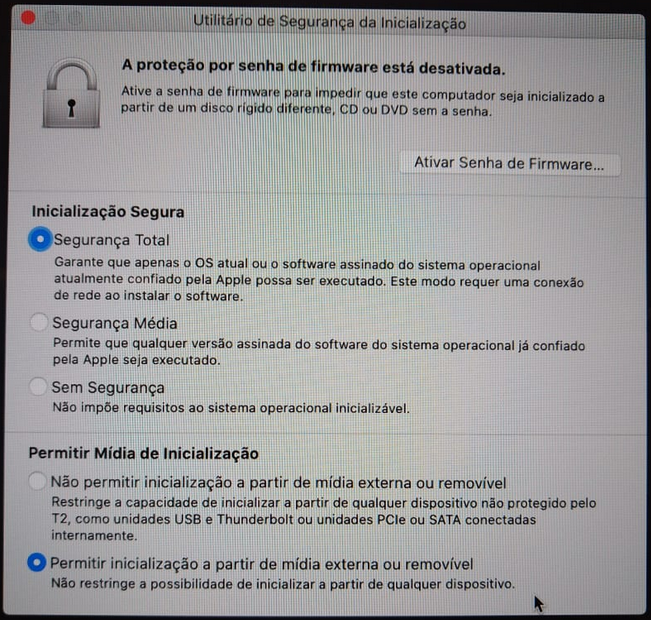 Utilitário de Segurança da Inicialização
A proteção por senha de firmware está desativada.
Ative a senha de firmware para impedir que este computador seja inicializado a
partir de um disco rígido diferente, CD ou DVD sem a senha.
Ativar Senha de Firmware...
Inicialização Segura
Segurança Total
Garante que apenas o OS atual ou o software assinado do sistema operacional
atualmente confiado pela Apple possa ser executado. Este modo requer uma conexão
de rede ao instalar o software.
Segurança Média
Permite que qualquer versão assinada do software do sistema operacional já confiado
pela Apple seja executado.
Sem Segurança
Não impõe requisitos ao sistema operacional inicializável.
Permitir Mídia de Inicialização
Não permitir inicialização a partir de mídia externa ou removível
Restringe a capacidade de inicializar a partir de qualquer dispositivo não protegido pelo
T2, como unidades USB e Thunderbolt ou unidades PCIe ou SATA conectadas
internamente.
Permitir inicialização a partir de mídia externa ou removível
Não restringe a possibilidade de inicializar a partir de qualquer dispositivo.